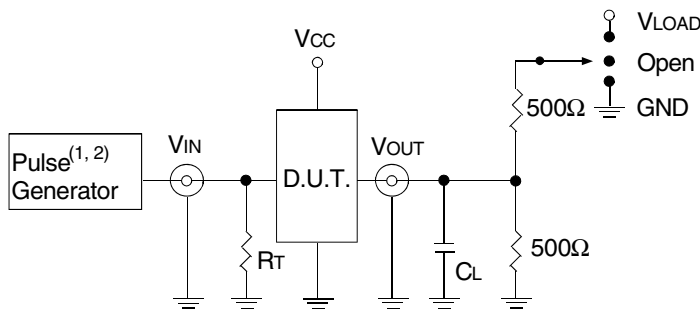 VLOAD
Open
GND
VCC
500Ω
VIN
VOUT
Pulse(1, 2)
Generator
D.U.T.
RT
CL
500Ω